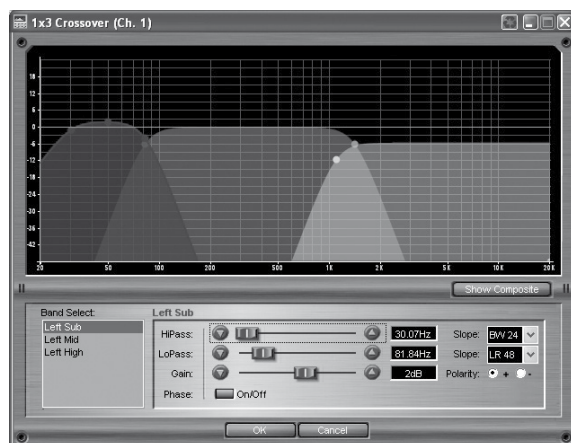 1x3 Crossover (Ch. 1)
18
12
6
0
-6
-12
-18
-24
-30
-36
-42
20 50 100 200 500 1K 2K 5K 10K 20K
Show Composite
Band Select:
Left Sub
Left Mid
Left High
Left Sub
HiPass: 30.07Hz Slope: BW 24
LoPass: 81.84Hz Slope: LR 48
Gain: 2dB Polarity: + -
Phase: On/Off
OK Cancel